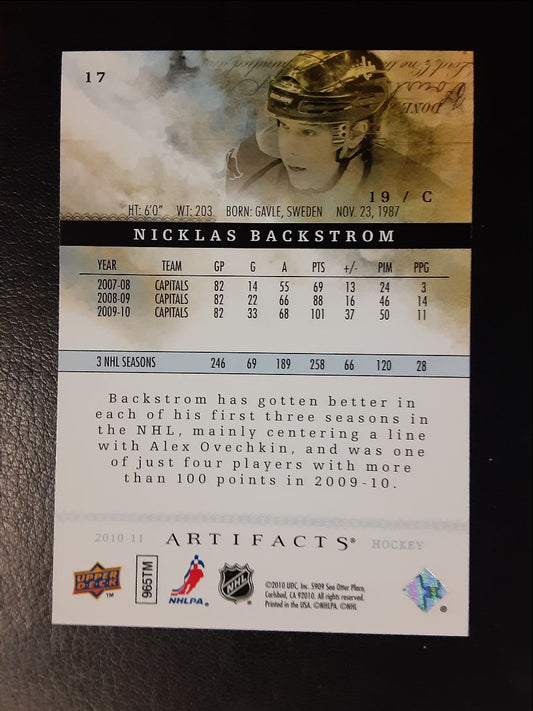 17
DONE
19 / C
HT: 6'0" WT: 203 BORN: GAVLE, SWEDEN NOV. 23, 1987
NICKLAS BACKSTROM
YEAR TEAM GP G A PTS +/- PIM PPG
2007-08 CAPITALS 82 14 55 69 13 24 3
2008-09 CAPITALS 82 22 66 88 16 46 14
2009-10 CAPITALS 82 33 68 101 37 50 11
3 NHL SEASONS 246 69 189 258 66 120 28
Backstrom has gotten better in
each of his first three seasons in
the NHL, mainly centering a line
with Alex Ovechkin, and was one
of just four players with more
than 100 points in 2009-10.
2010-11 ARTIFACTS® HOCKEY
UPPER DECK ™
965TM
NHLPA.
NHL
©2010 UDC, Inc. 5909 Sea Otter Place,
Carlsbad, CA 92010. All rights reserved.
Printed in the USA. ©NHLPA. ©NHL
®